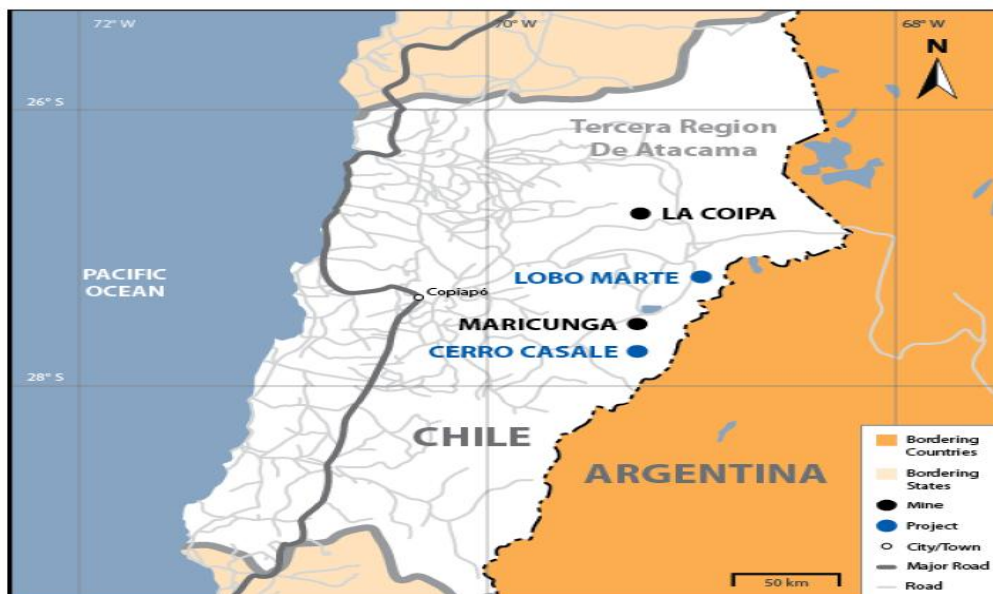 72° W
70° W
68° W
N
26° S
Tercera Region
De Atacama
LA COIPA
PACIFIC
OCEAN
LOBO MARTE
Copiapó
MARICUNGA
CERRO CASALE
28° S
CHILE
ARGENTINA
Bordering
Countries
Bordering
States
Mine
Project
City/Town
Major Road
Road
50 km